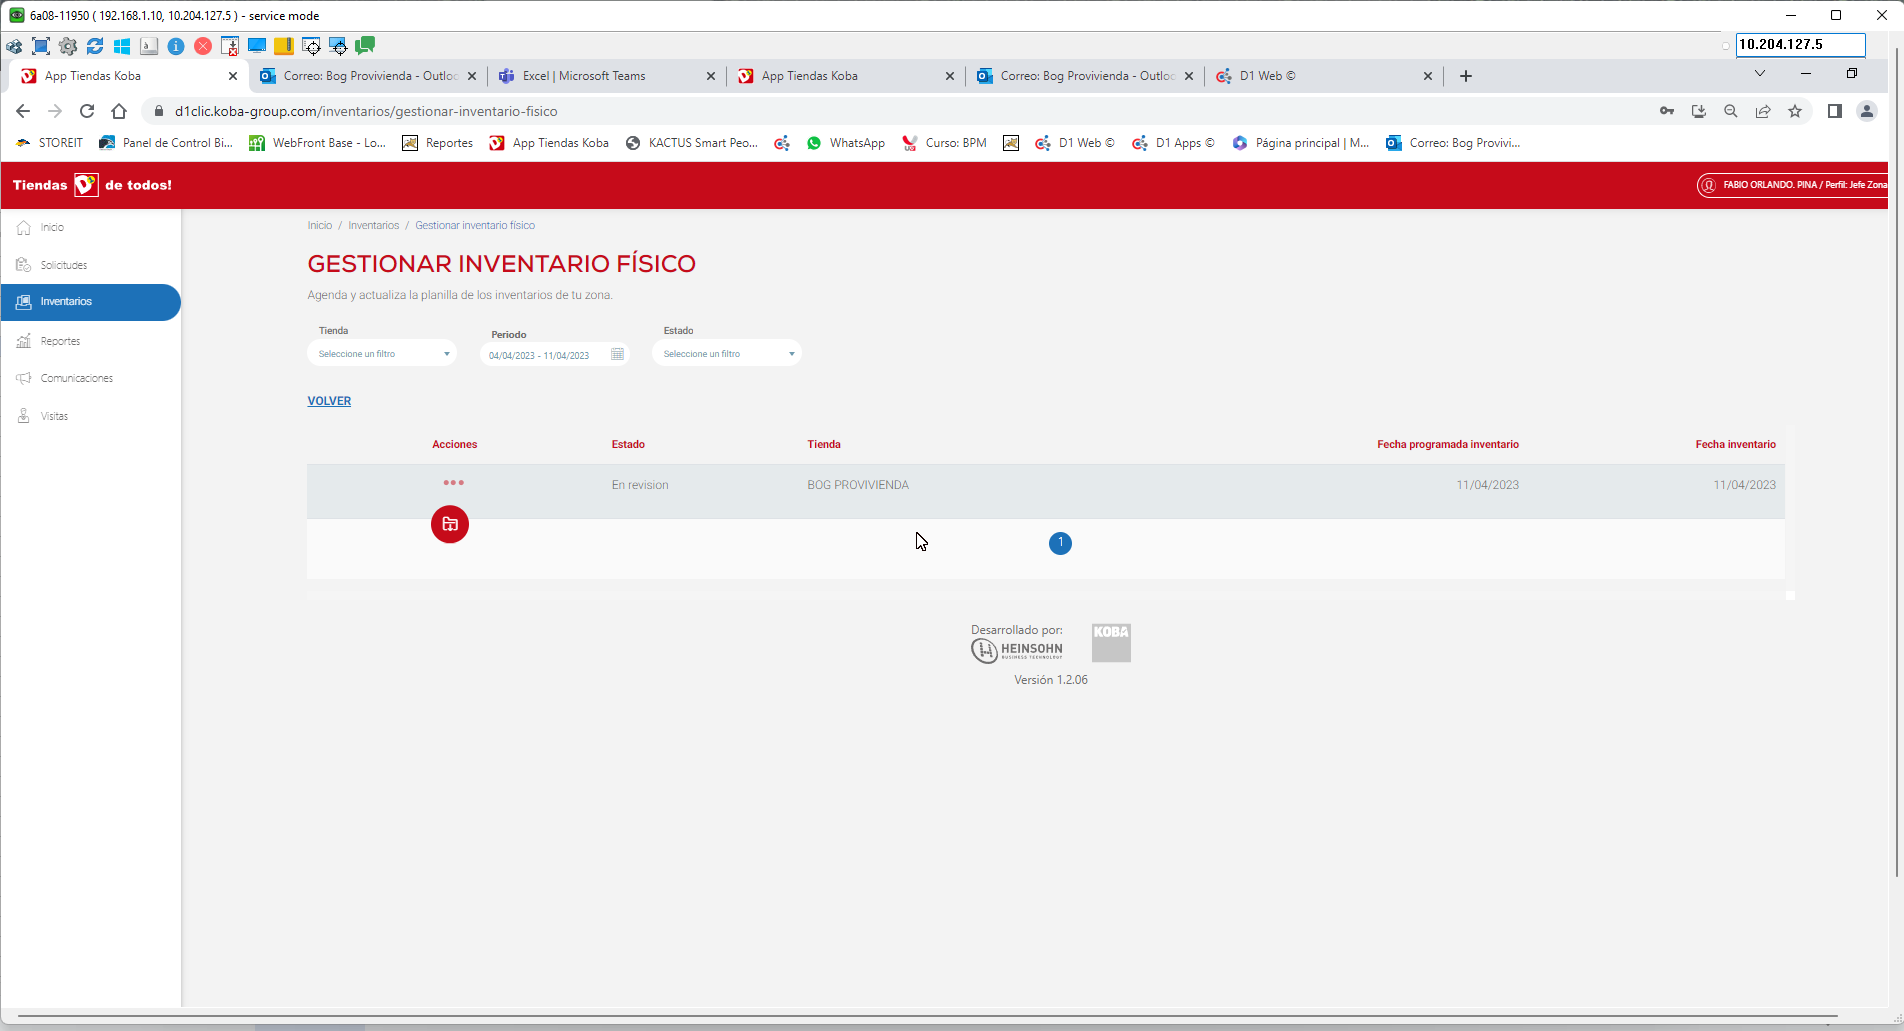 6a08-11950 ( 192.168.1.10, 10.204.127.5 ) - service mode
10.204.127.5
App Tiendas Koba
Correo: Bog Provivienda - Outloo
Excel | Microsoft Teams
App Tiendas Koba
Correo: Bog Provivienda - Outloo
D1 Web ©
d1clic.koba-group.com/inventarios/gestionar-inventario-fisico
STOREIT
Panel de Control Bi...
WebFront Base - Lo...
Reportes
App Tiendas Koba
KACTUS Smart Peo...
WhatsApp
Curso: BPM
D1 Web ©
D1 Apps ©
Página principal | M...
Correo: Bog Provivi...
Tiendas D1 de todos!
FABIO ORLANDO. PINA / Perfil: Jefe Zona
Inicio
Solicitudes
Inventarios
Reportes
Comunicaciones
Visitas
Inicio / Inventarios / Gestionar inventario físico
GESTIONAR INVENTARIO FÍSICO
Agenda y actualiza la planilla de los inventarios de tu zona.
Tienda
Seleccione un filtro
Periodo
04/04/2023 - 11/04/2023
Estado
Seleccione un filtro
VOLVER
Acciones Estado Tienda Fecha programada inventario Fecha inventario
En revision BOG PROVIVIENDA 11/04/2023 11/04/2023
1
Desarrollado por:
HEINSOHN
BUSINESS TECHNOLOGY
KOBA
Versión 1.2.06